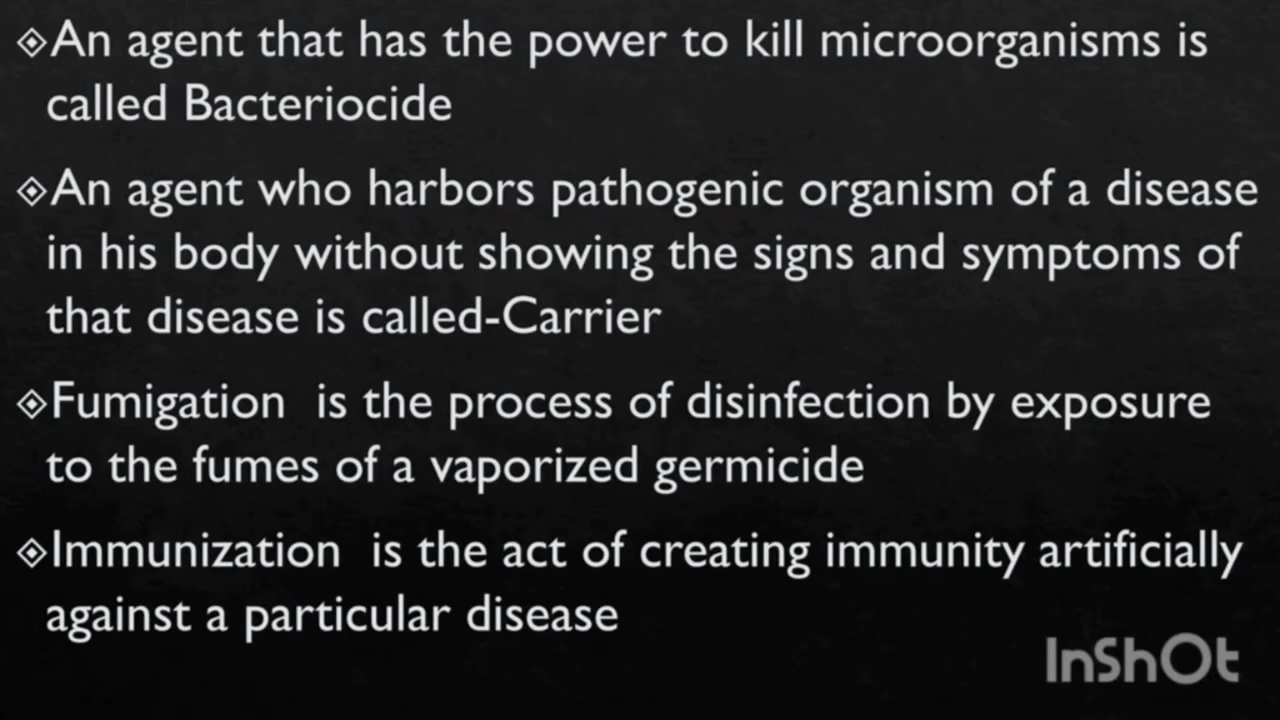 ❖An agent that has the power to kill microorganisms is
called Bacteriocide
❖An agent who harbors pathogenic organism of a disease
in his body without showing the signs and symptoms of
that disease is called-Carrier
❖Fumigation  is the process of disinfection by exposure
to the fumes of a vaporized germicide
❖Immunization  is the act of creating immunity artificially
against a particular disease
InShOt